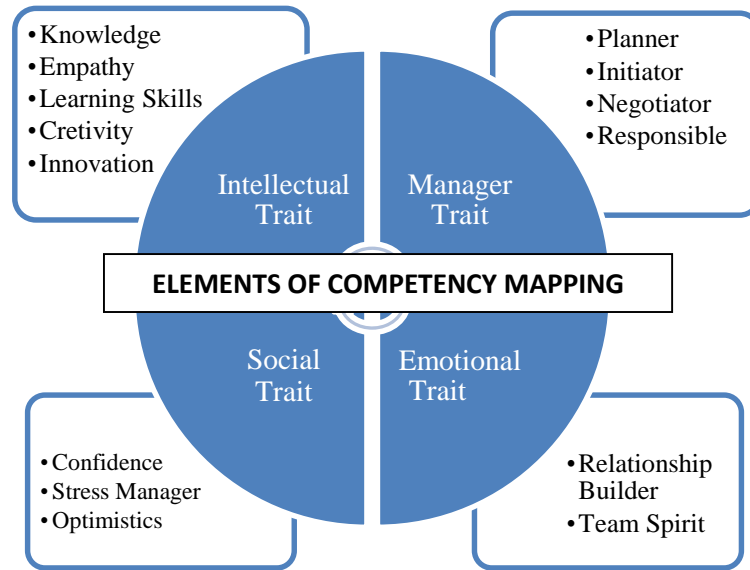 • Knowledge
• Empathy
• Learning Skills
• Cretivity
• Innovation
• Planner
• Initiator
• Negotiator
• Responsible
Intellectual
Trait
Manager
Trait
ELEMENTS OF COMPETENCY MAPPING
Social
Trait
Emotional
Trait
• Confidence
• Stress Manager
• Optimistics
• Relationship
Builder
• Team Spirit